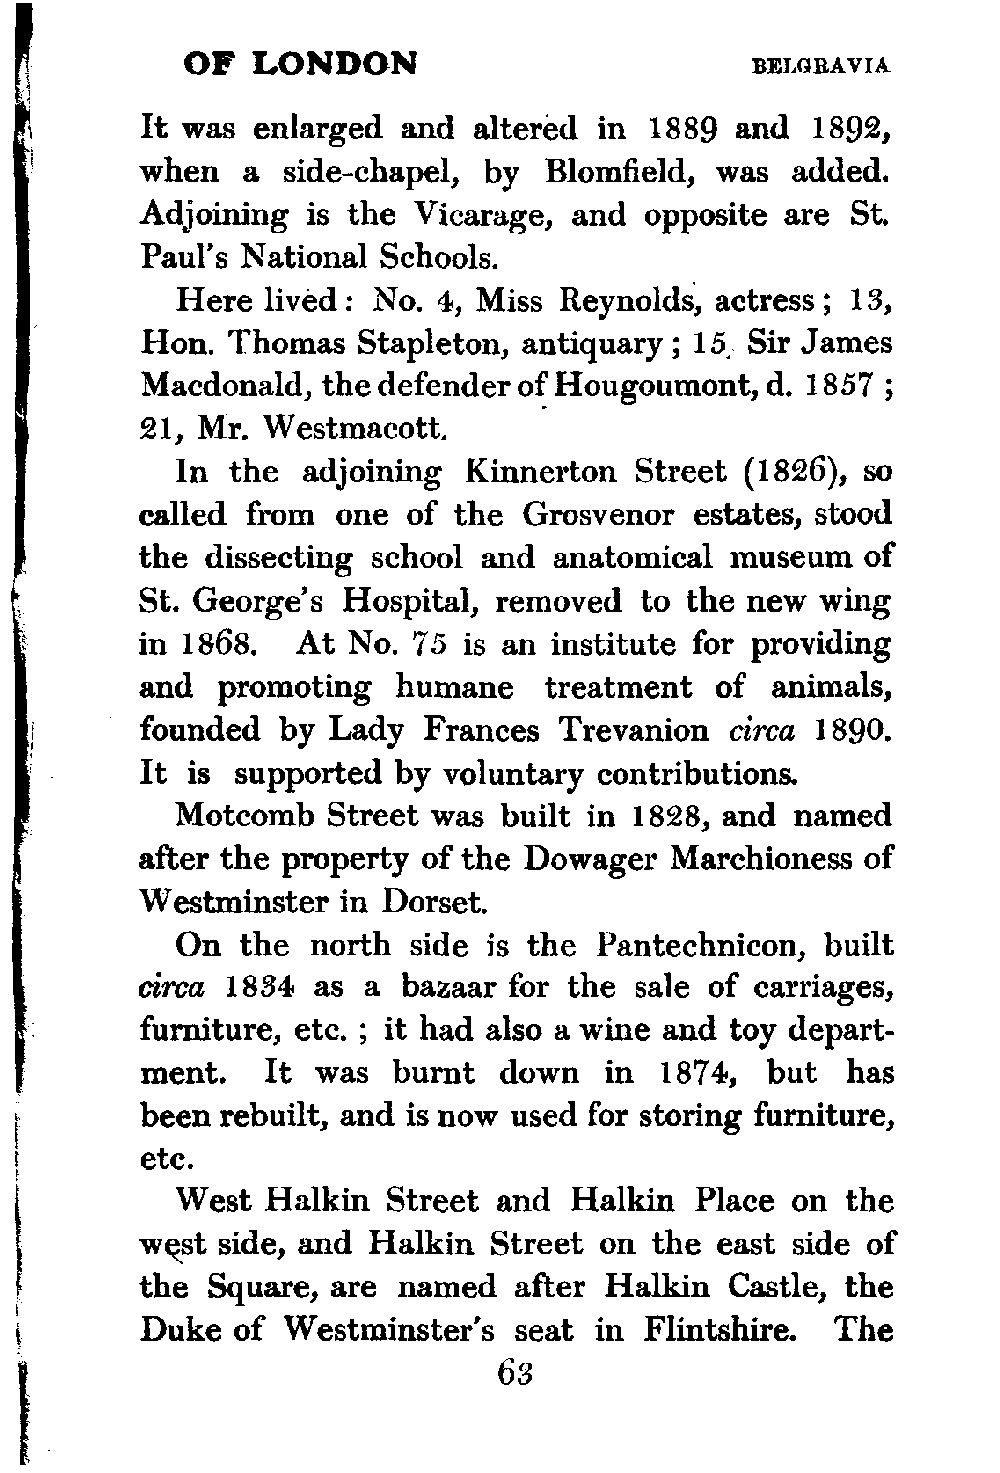 OF LONDON BELGRAVIA
It was enlarged and altered in 1889 and 1892,
when a side-chapel, by Blomfield, was added.
Adjoining is the Vicarage, and opposite are St.
Paul's National Schools.
Here lived: No. 4, Miss Reynolds, actress; 13,
Hon. Thomas Stapleton, antiquary; 15, Sir James
Macdonald, the defender of Hougoumont, d. 1857;
21, Mr. Westmacott.
In the adjoining Kinnerton Street (1826), so
called from one of the Grosvenor estates, stood
the dissecting school and anatomical museum of
St. George's Hospital, removed to the new wing
in 1868. At No. 75 is an institute for providing
and promoting humane treatment of animals,
founded by Lady Frances Trevanion circa 1890.
It is supported by voluntary contributions.
Motcomb Street was built in 1828, and named
after the property of the Dowager Marchioness of
Westminster in Dorset.
On the north side is the Pantechnicon, built
circa 1834 as a bazaar for the sale of carriages,
furniture, etc.; it had also a wine and toy depart-
ment. It was burnt down in 1874, but has
been rebuilt, and is now used for storing furniture,
etc.
West Halkin Street and Halkin Place on the
west side, and Halkin Street on the east side of
the Square, are named after Halkin Castle, the
Duke of Westminster's seat in Flintshire. The
63